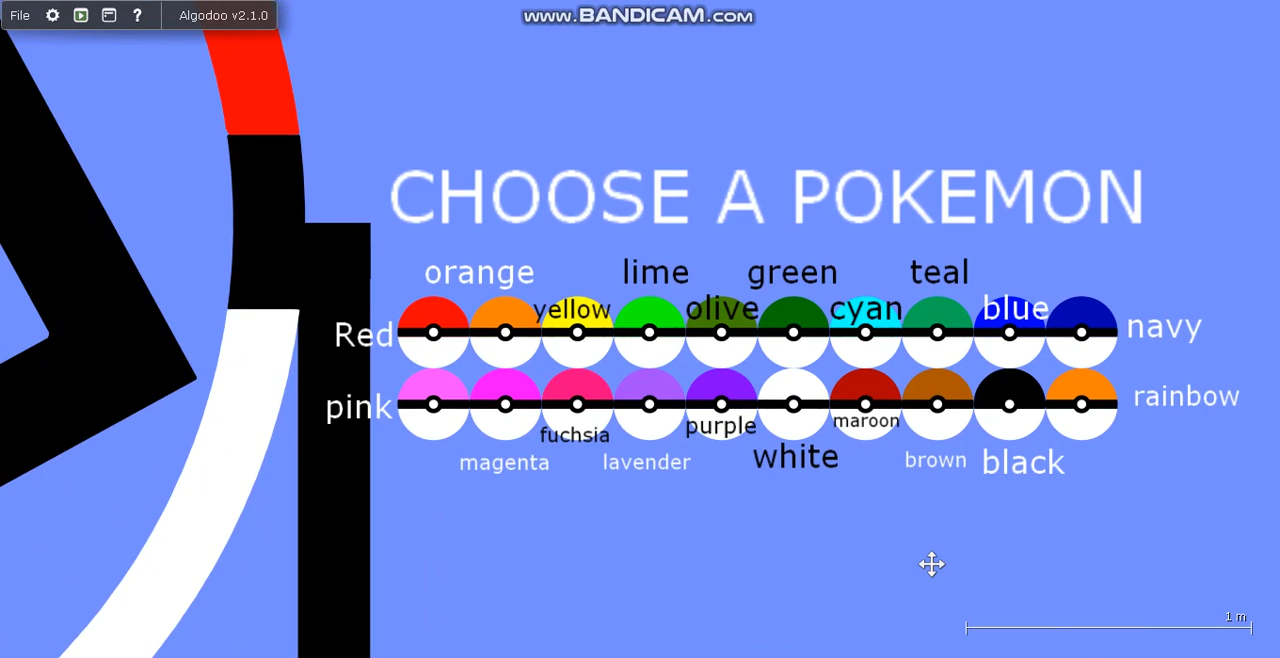 File ? Algodoo v2.1.0
www.BANDICAM.com
CHOOSE A POKEMON
orange lime green teal
Red yellow olive cyan blue navy
pink rainbow
fuchsia purple maroon
magenta lavender white brown black
1 m